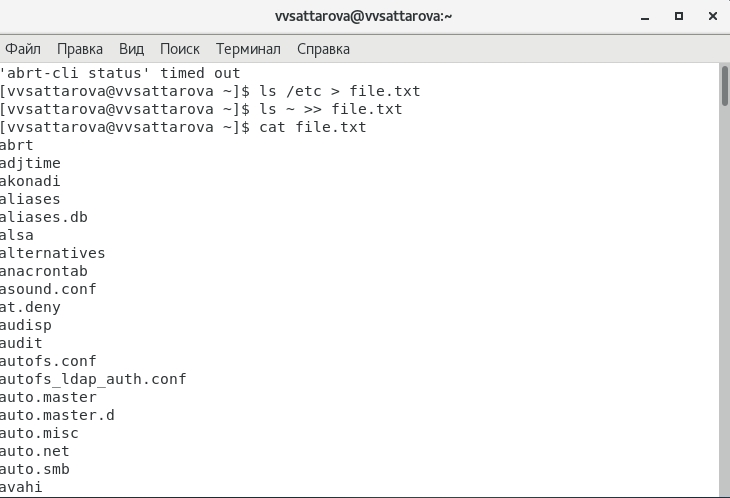 vvsattarova@vvsattarova:~
Файл Правка Вид Поиск Терминал Справка
'abrt-cli status' timed out
[vvsattarova@vvsattarova ~]$ ls /etc > file.txt
[vvsattarova@vvsattarova ~]$ ls ~ >> file.txt
[vvsattarova@vvsattarova ~]$ cat file.txt
abrt
adjtime
akonadi
aliases
aliases.db
alsa
alternatives
anacrontab
asound.conf
at.deny
audisp
audit
autofs.conf
autofs_ldap_auth.conf
auto.master
auto.master.d
auto.misc
auto.net
auto.smb
avahi